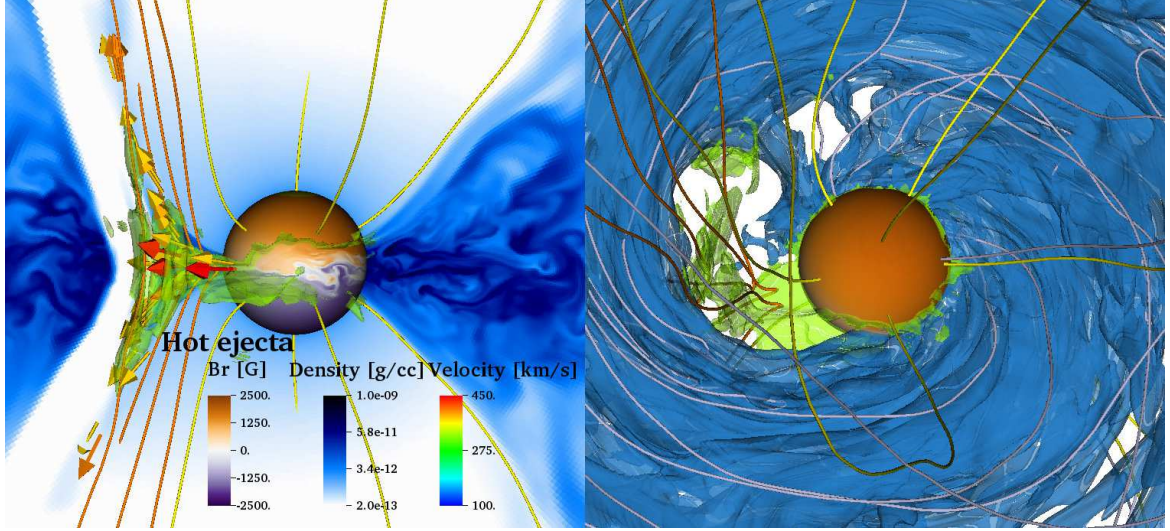 Hot ejecta
Br [G] Density [g/cc] Velocity [km/s]
2500. 1.0e-09 450.
1250. 5.8e-11
0. 275.
-1250. 3.4e-12
-2500. 2.0e-13 100.